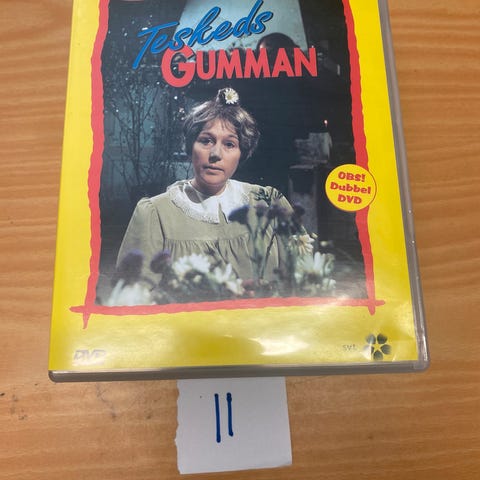 Teskeds
GUMMAN
OBS!
Dubbel
DVD
DVD
svt
11